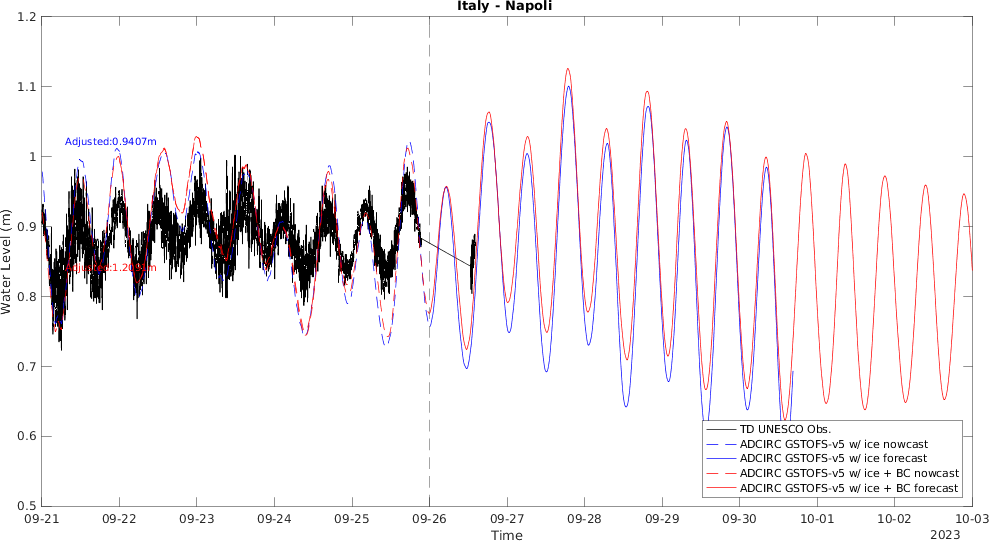 Italy - Napoli
1.2
1.1
1
0.9
0.8
0.7
0.6
0.5
Water Level (m)
Adjusted:0.9407m
TD UNESCO Obs.
ADCIRC GSTOFS-v5 w/ ice nowcast
ADCIRC GSTOFS-v5 w/ ice forecast
ADCIRC GSTOFS-v5 w/ ice + BC nowcast
ADCIRC GSTOFS-v5 w/ ice + BC forecast
09-21 09-22 09-23 09-24 09-25 09-26 09-27 09-28 09-29 09-30 10-01 10-02 10-03
Time
2023